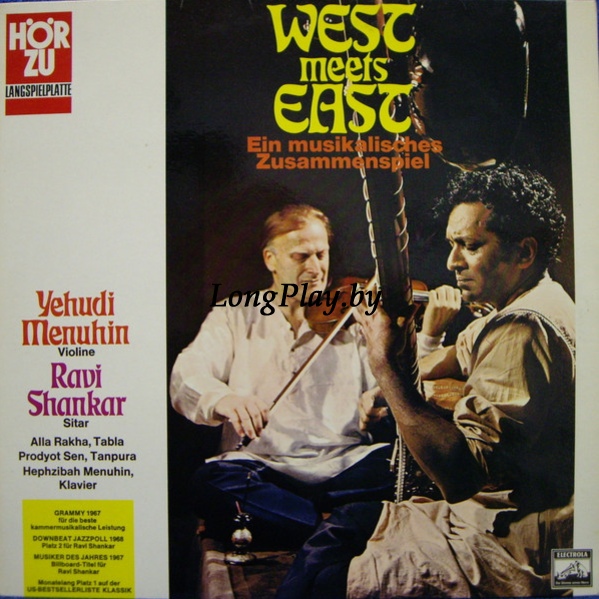 HÖR
ZU
LANGSPIELPLATTE
WEST
meets
EAST
Ein musikalisches
Zusammenspiel
LongPlay.by
Yehudi
Menuhin
Violine
Ravi
Shankar
Sitar
Alla Rakha, Tabla
Prodyot Sen, Tanpura
Hephzibah Menuhin,
Klavier
GRAMMY 1967
für die beste
kammermusikalische Leistung
DOWNBEAT JAZZPOLL 1968
Platz 2 für Ravi Shankar
MUSIKER DES JAHRES 1967
Billboard-Titel für
Ravi Shankar
Monatelang Platz 1 auf der
US-BESTSELLERLISTE KLASSIK
ELECTROLA